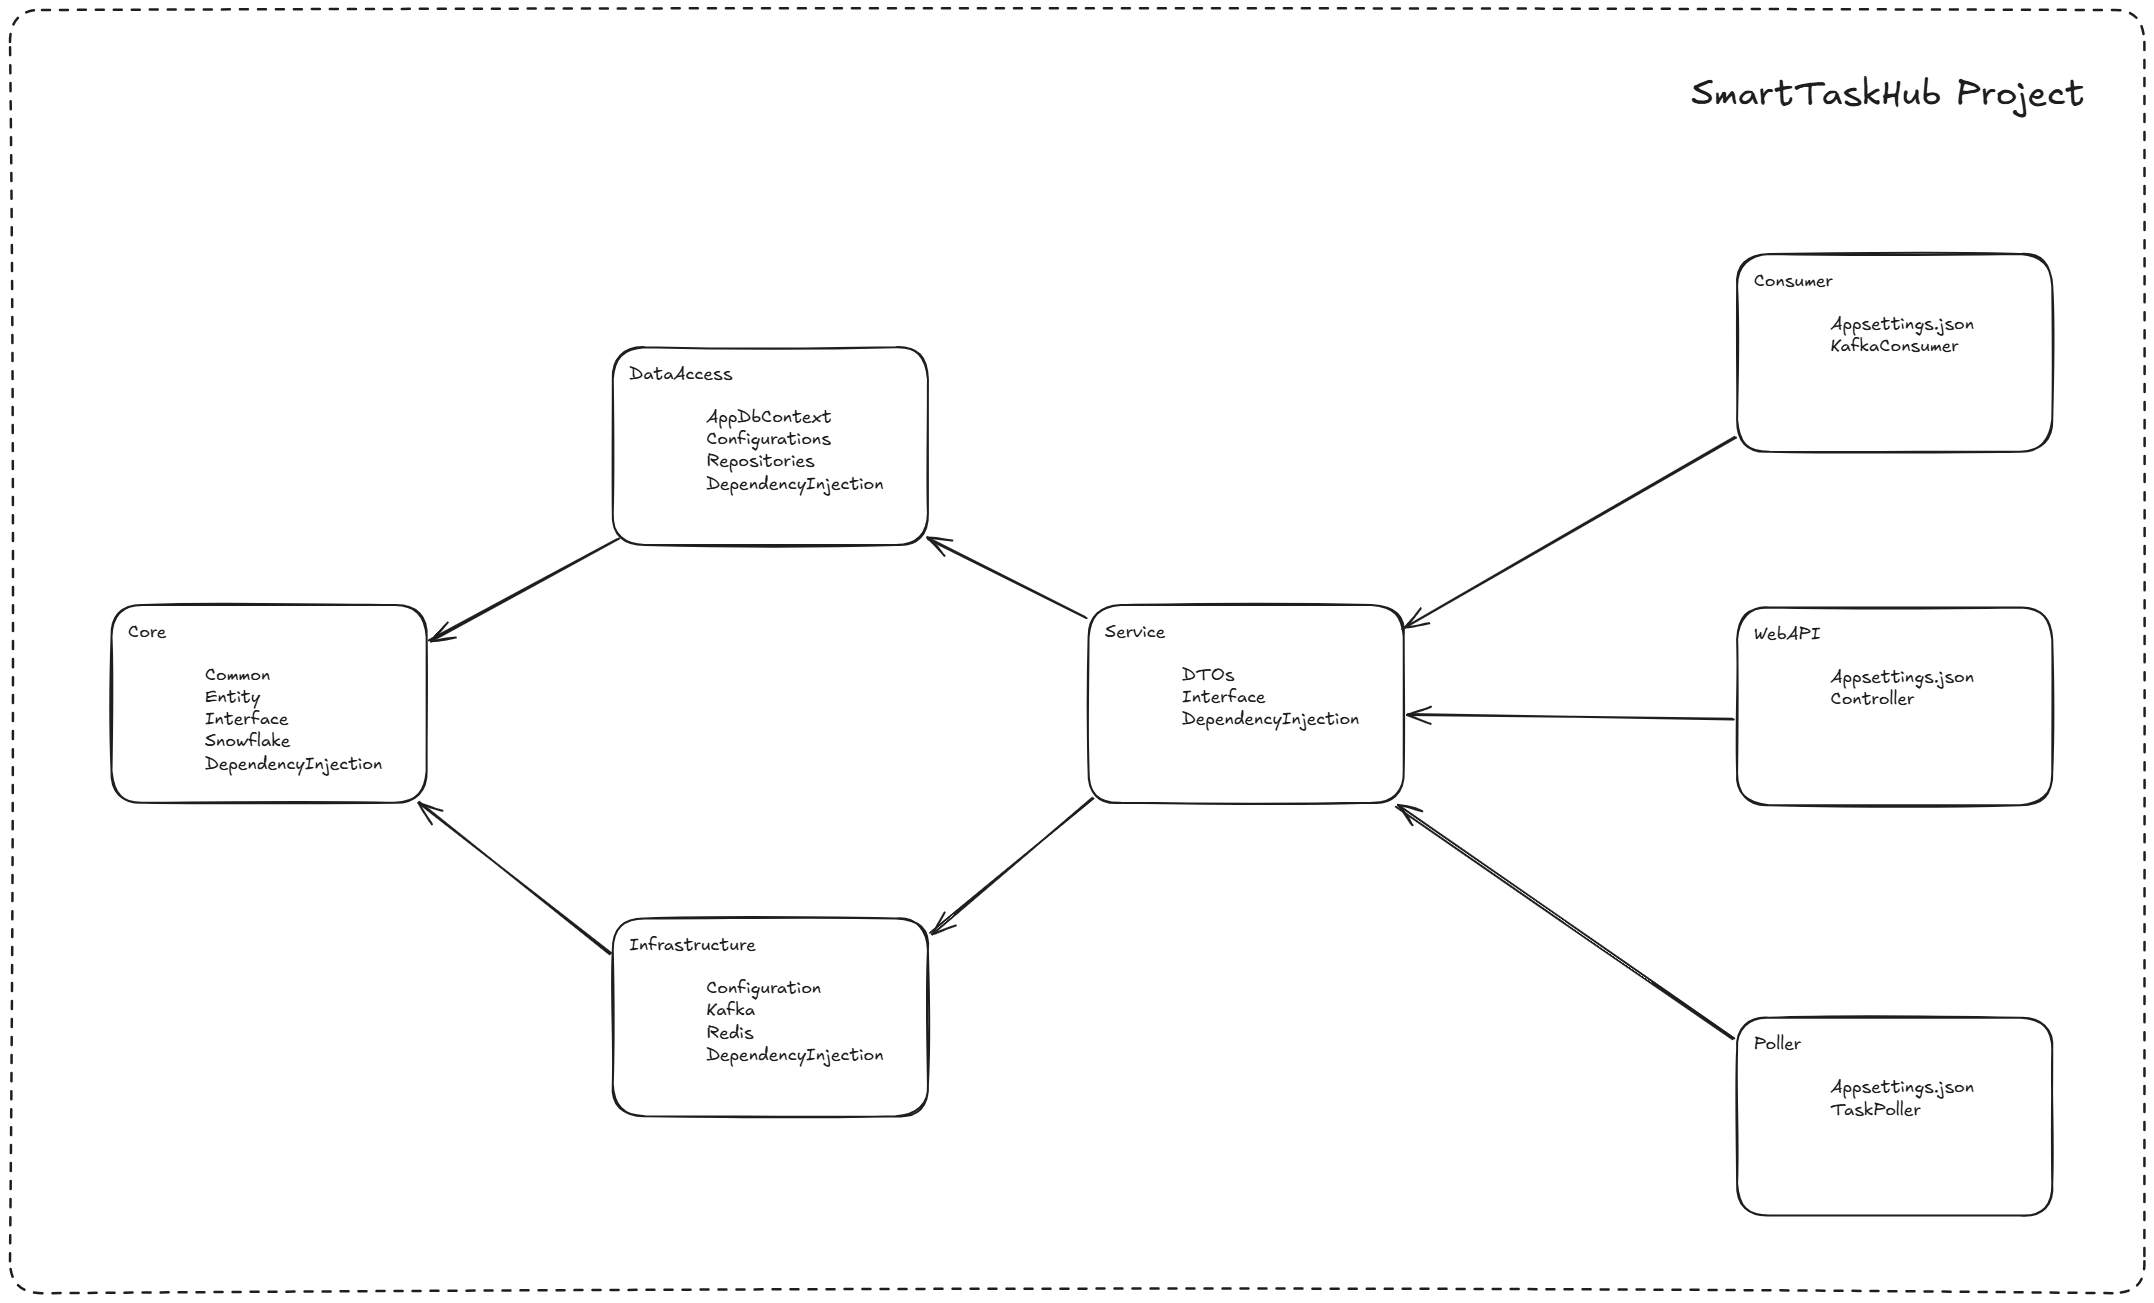 SmartTaskHub Project
Consumer
Appsettings.json
KafkaConsumer
DataAccess
AppDbContext
Configurations
Repositories
DependencyInjection
Core
Common
Entity
Interface
Snowflake
DependencyInjection
Service
DTOs
Interface
DependencyInjection
WebAPI
Appsettings.json
Controller
Infrastructure
Configuration
Kafka
Redis
DependencyInjection
Poller
Appsettings.json
TaskPoller